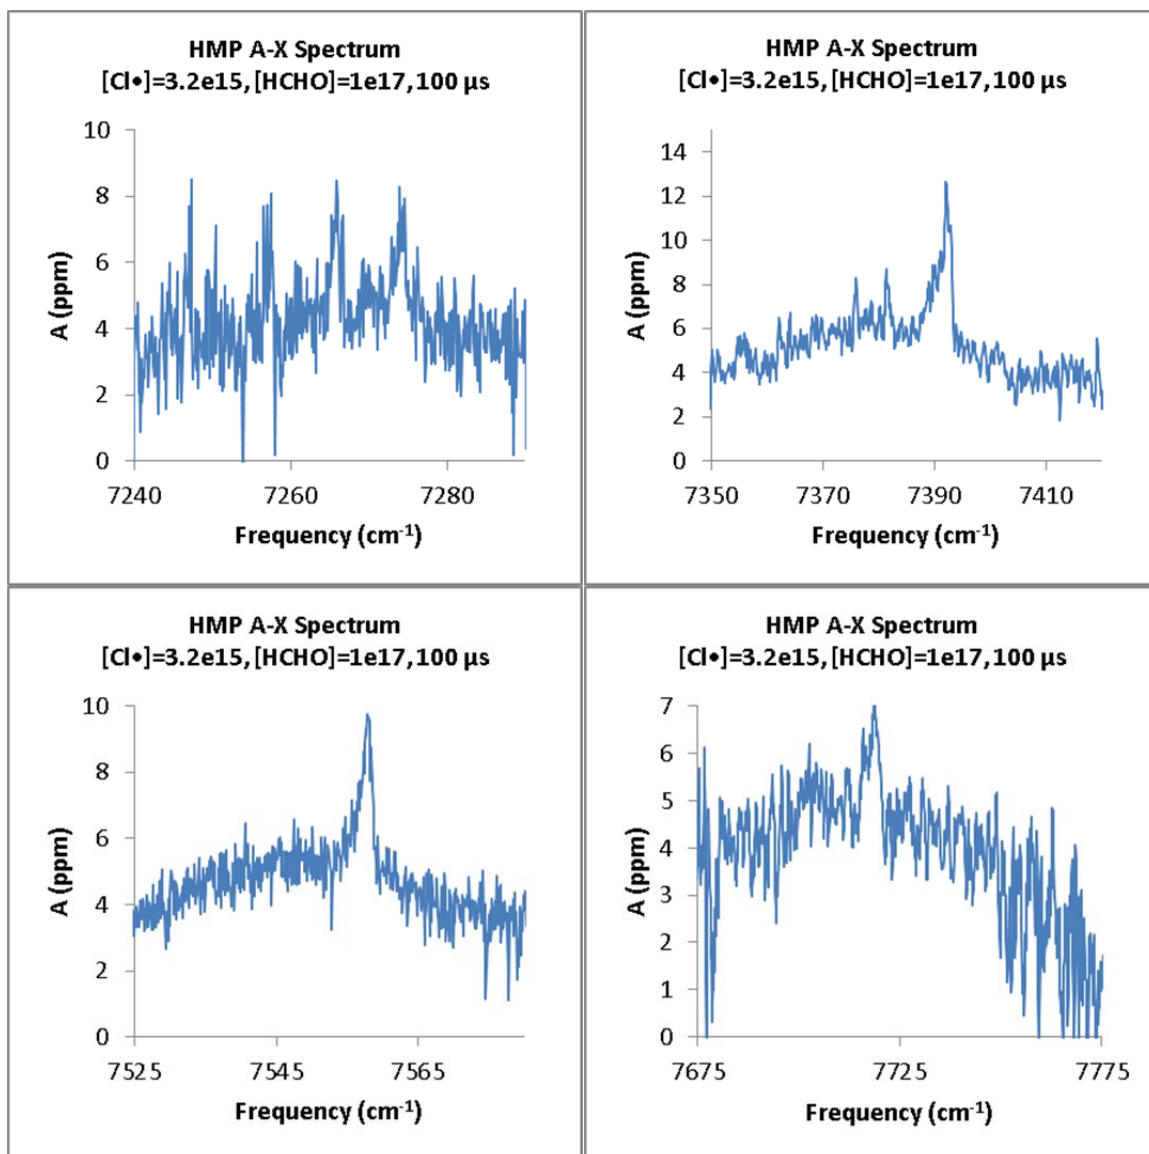 HMP A-X Spectrum
[Cl•]=3.2e15, [HCHO]=1e17, 100 µs
10
8
6
4
2
0
A (ppm)
7240
7260
7280
Frequency (cm⁻¹)
HMP A-X Spectrum
[Cl•]=3.2e15, [HCHO]=1e17, 100 µs
14
12
10
8
6
4
2
0
A (ppm)
7350
7370
7390
7410
Frequency (cm⁻¹)
HMP A-X Spectrum
[Cl•]=3.2e15, [HCHO]=1e17, 100 µs
10
8
6
4
2
0
A (ppm)
7525
7545
7565
Frequency (cm⁻¹)
HMP A-X Spectrum
[Cl•]=3.2e15, [HCHO]=1e17, 100 µs
7
6
5
4
3
2
1
0
A (ppm)
7675
7725
7775
Frequency (cm⁻¹)